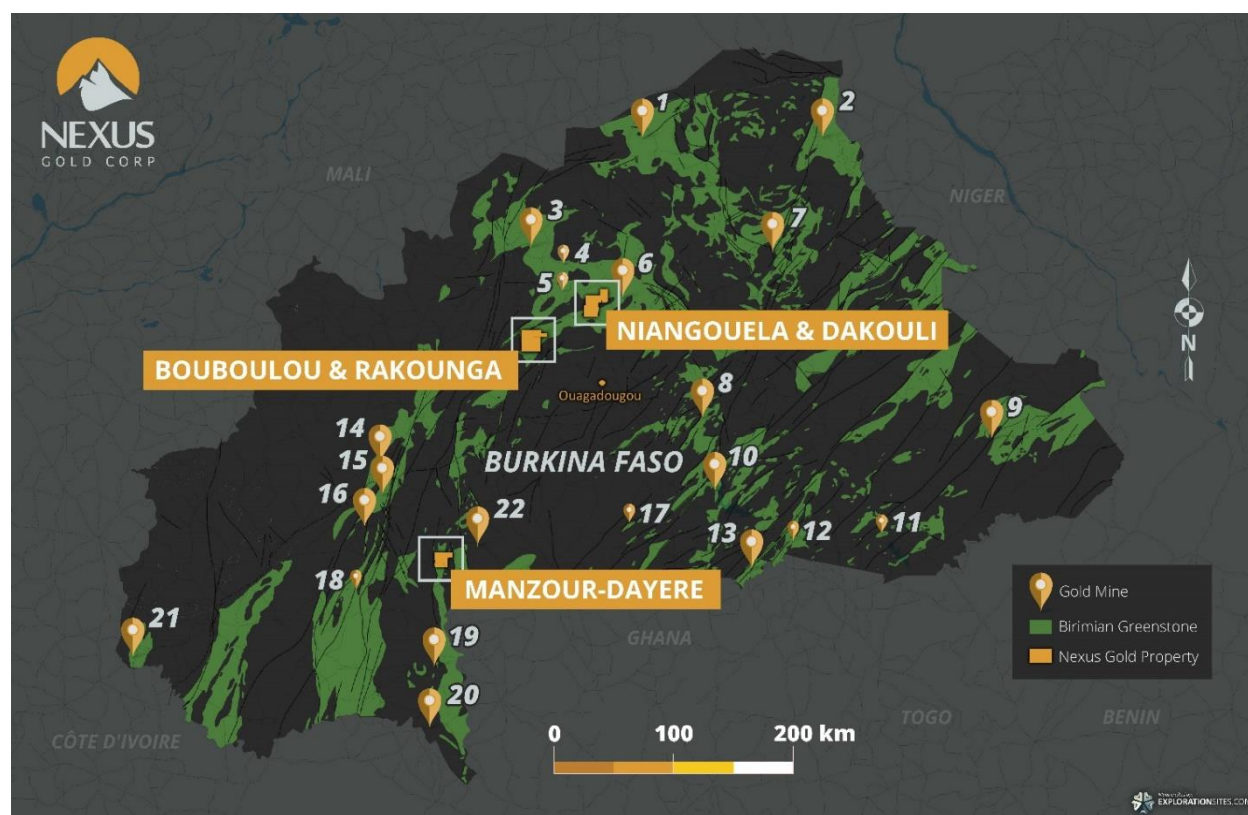 NEXUS
GOLD CORP
MALI
NIGER
1
2
3
4
5
6
7
NIANGOUELA & DAKOULI
BOUBOULOU & RAKOUNGA
Ouagadougou
8
9
14
15
BURKINA FASO
10
16
22
17
13
12
11
18
MANZOUR-DAYERE
21
19
20
GHANA
TOGO
BENIN
CÔTE D'IVOIRE
N
Gold Mine
Birimian Greenstone
Nexus Gold Property
0 100 200 km
EXPLORATIONSITES.COM